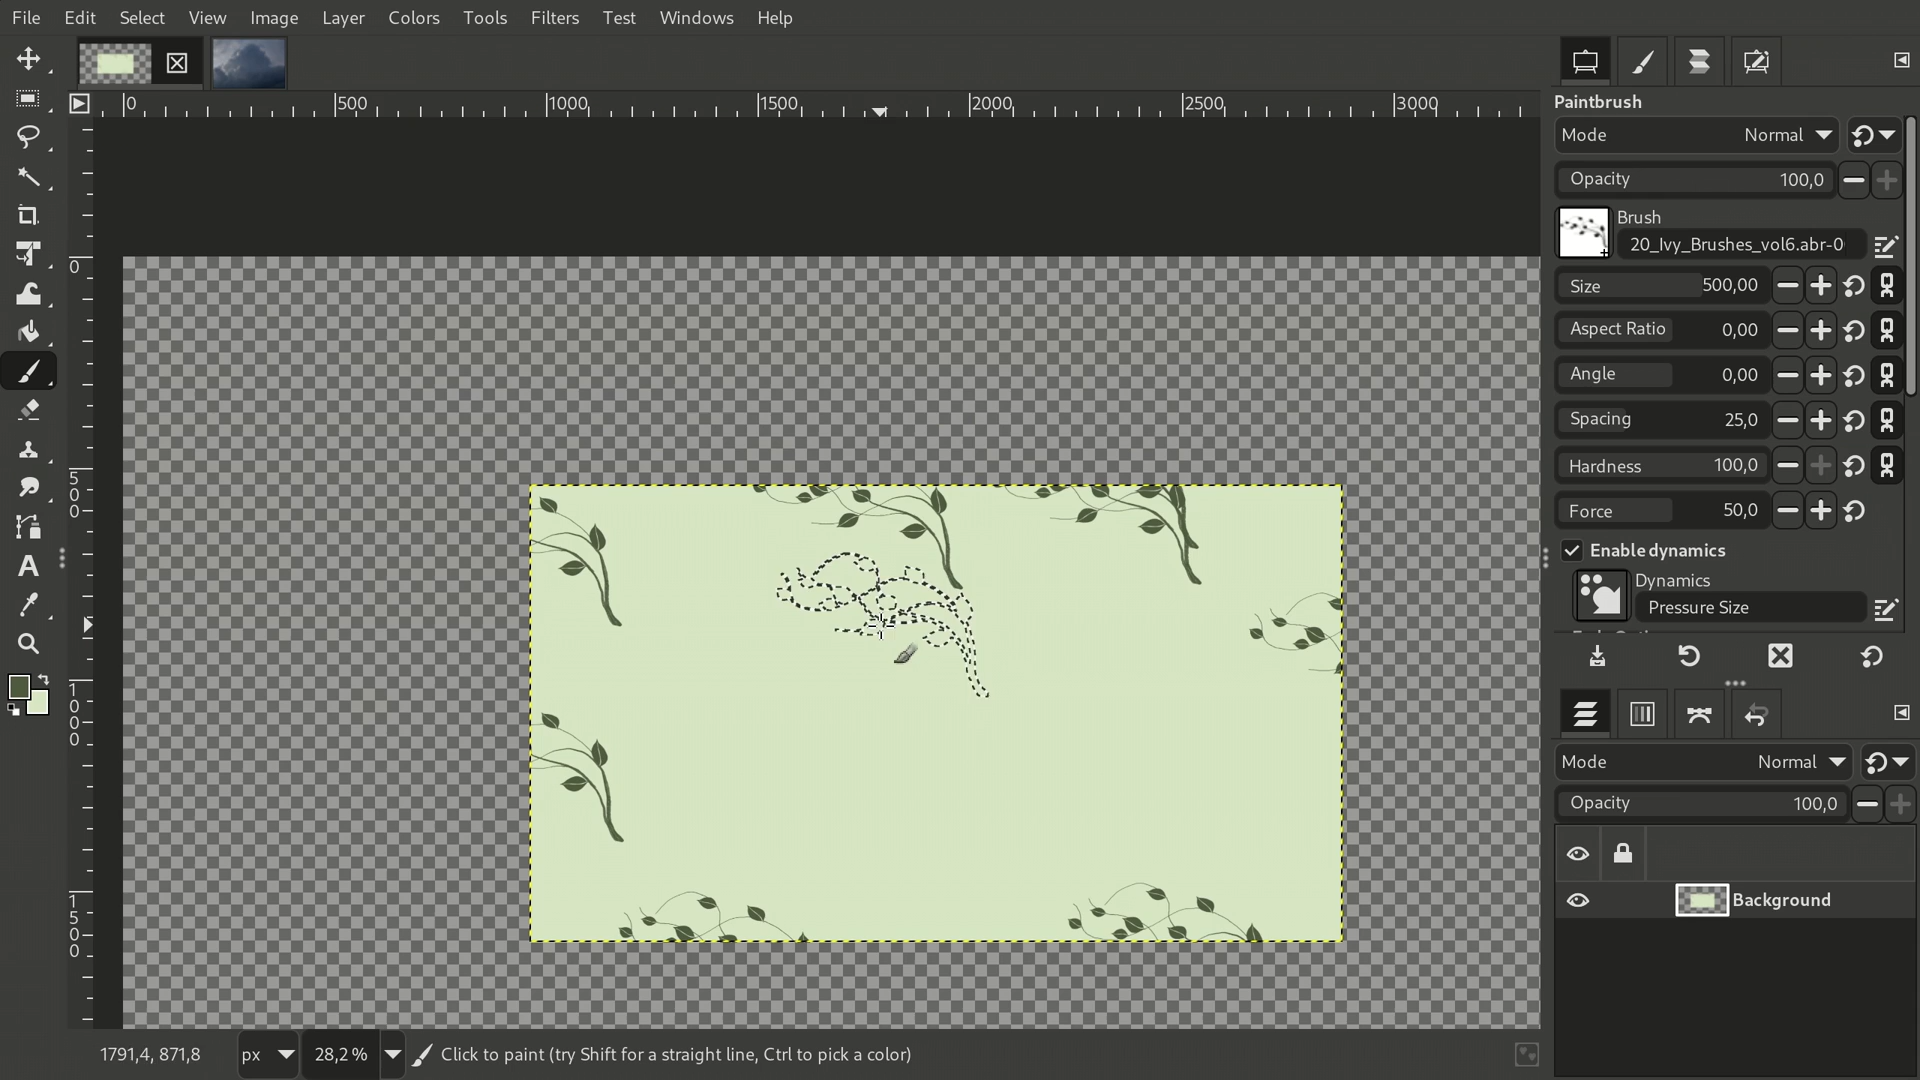 File Edit Select View Image Layer Colors Tools Filters Test Windows Help
0 500 1000 1500 2000 2500 3000
0
500
1000
1500
Paintbrush
Mode Normal
Opacity 100,0
Brush
20_Ivy_Brushes_vol6.abr-0
Size 500,00
Aspect Ratio 0,00
Angle 0,00
Spacing 25,0
Hardness 100,0
Force 50,0
Enable dynamics
Dynamics
Pressure Size
Mode Normal
Opacity 100,0
Background
1791,4, 871,8 px 28,2 % Click to paint (try Shift for a straight line, Ctrl to pick a color)